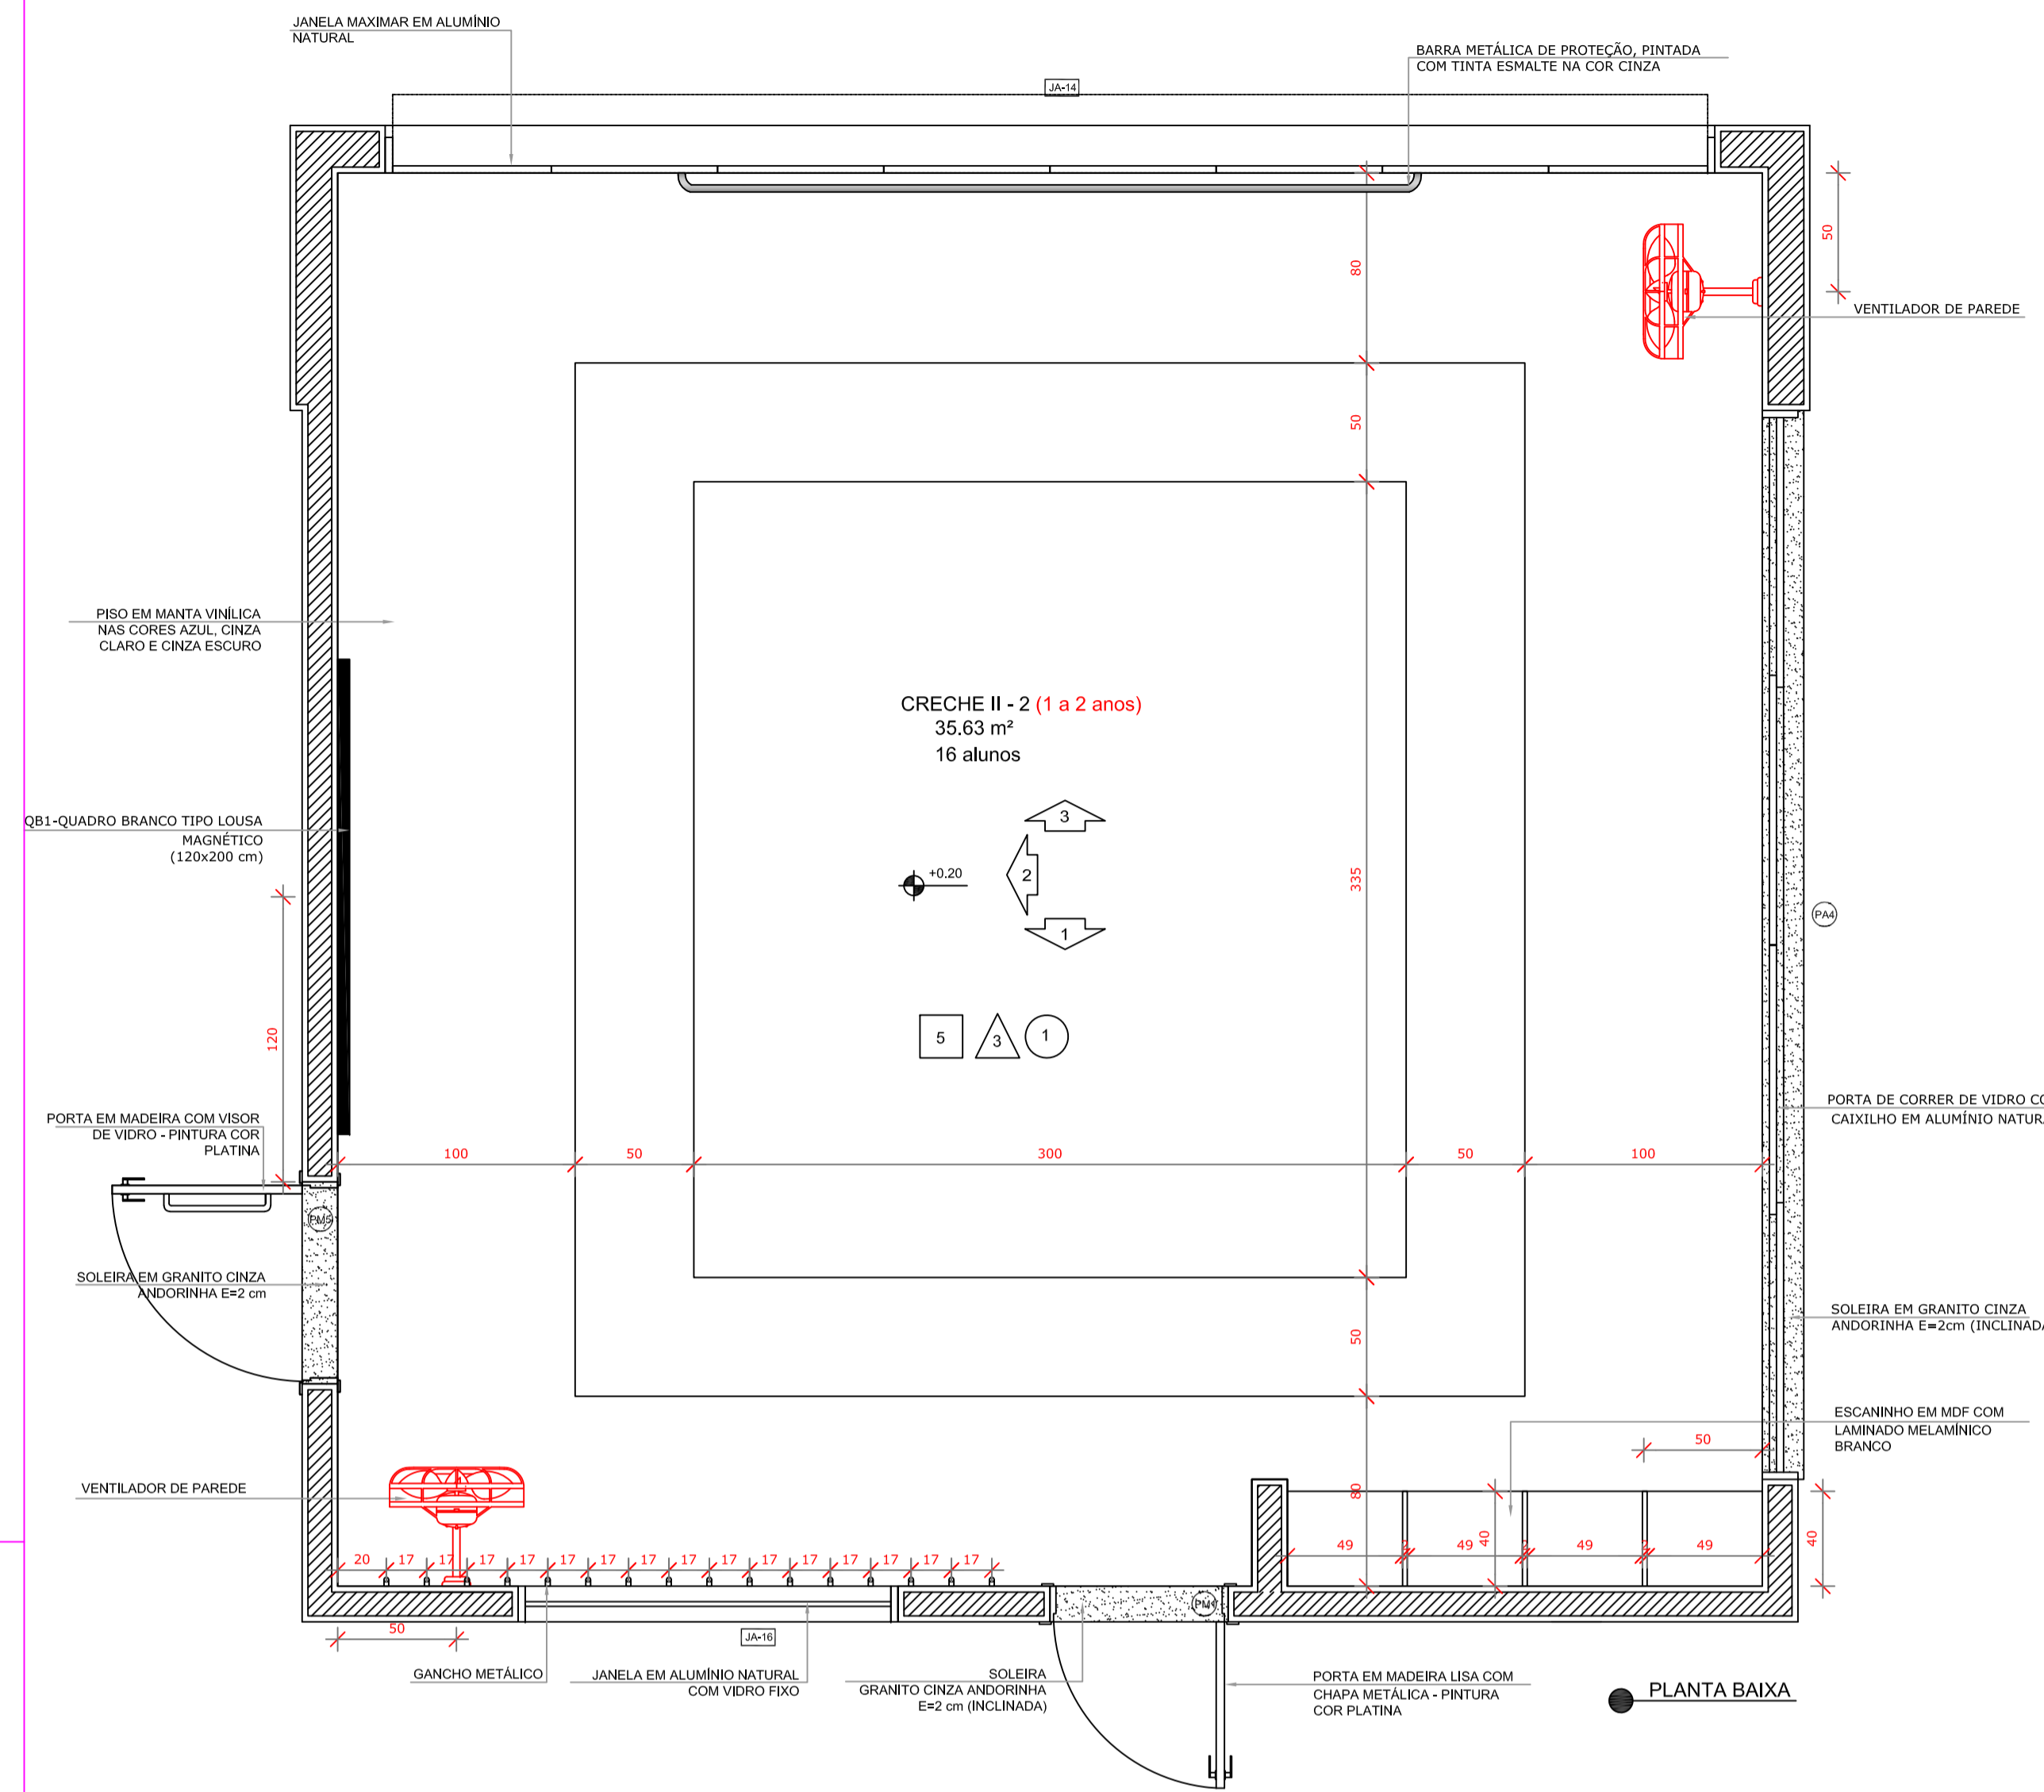 JANELA MAXIMAR EM ALUMÍNIO
NATURAL
BARRA METÁLICA DE PROTEÇÃO, PINTADA
COM TINTA ESMALTE NA COR CINZA
JA-14
50
80
VENTILADOR DE PAREDE
50
PISO EM MANTA VINÍLICA
NAS CORES AZUL, CINZA
CLARO E CINZA ESCURO
CRECHE II - 2 (1 a 2 anos)
35.63 m²
16 alunos
3
QB1-QUADRO BRANCO TIPO LOUSA
MAGNÉTICO
(120x200 cm)
+0.20
2
335
1
PA4
120
5
3
1
PORTA EM MADEIRA COM VISOR
DE VIDRO - PINTURA COR
PLATINA
PORTA DE CORRER DE VIDRO CO
CAIXILHO EM ALUMÍNIO NATURA
100
50
300
50
100
PM5
SOLEIRA EM GRANITO CINZA
ANDORINHA E=2 cm
SOLEIRA EM GRANITO CINZA
ANDORINHA E=2cm (INCLINADA
50
ESCANINHO EM MDF COM
LAMINADO MELAMÍNICO
BRANCO
50
VENTILADOR DE PAREDE
80
40
40
49 2 49 2 49 2 49
20 17 17 17 17 17 17 17 17 17 17 17 17 17 17 17
PM4
50
JA-16
GANCHO METÁLICO
JANELA EM ALUMÍNIO NATURAL
COM VIDRO FIXO
SOLEIRA
GRANITO CINZA ANDORINHA
E=2 cm (INCLINADA)
PORTA EM MADEIRA LISA COM
CHAPA METÁLICA - PINTURA
COR PLATINA
PLANTA BAIXA